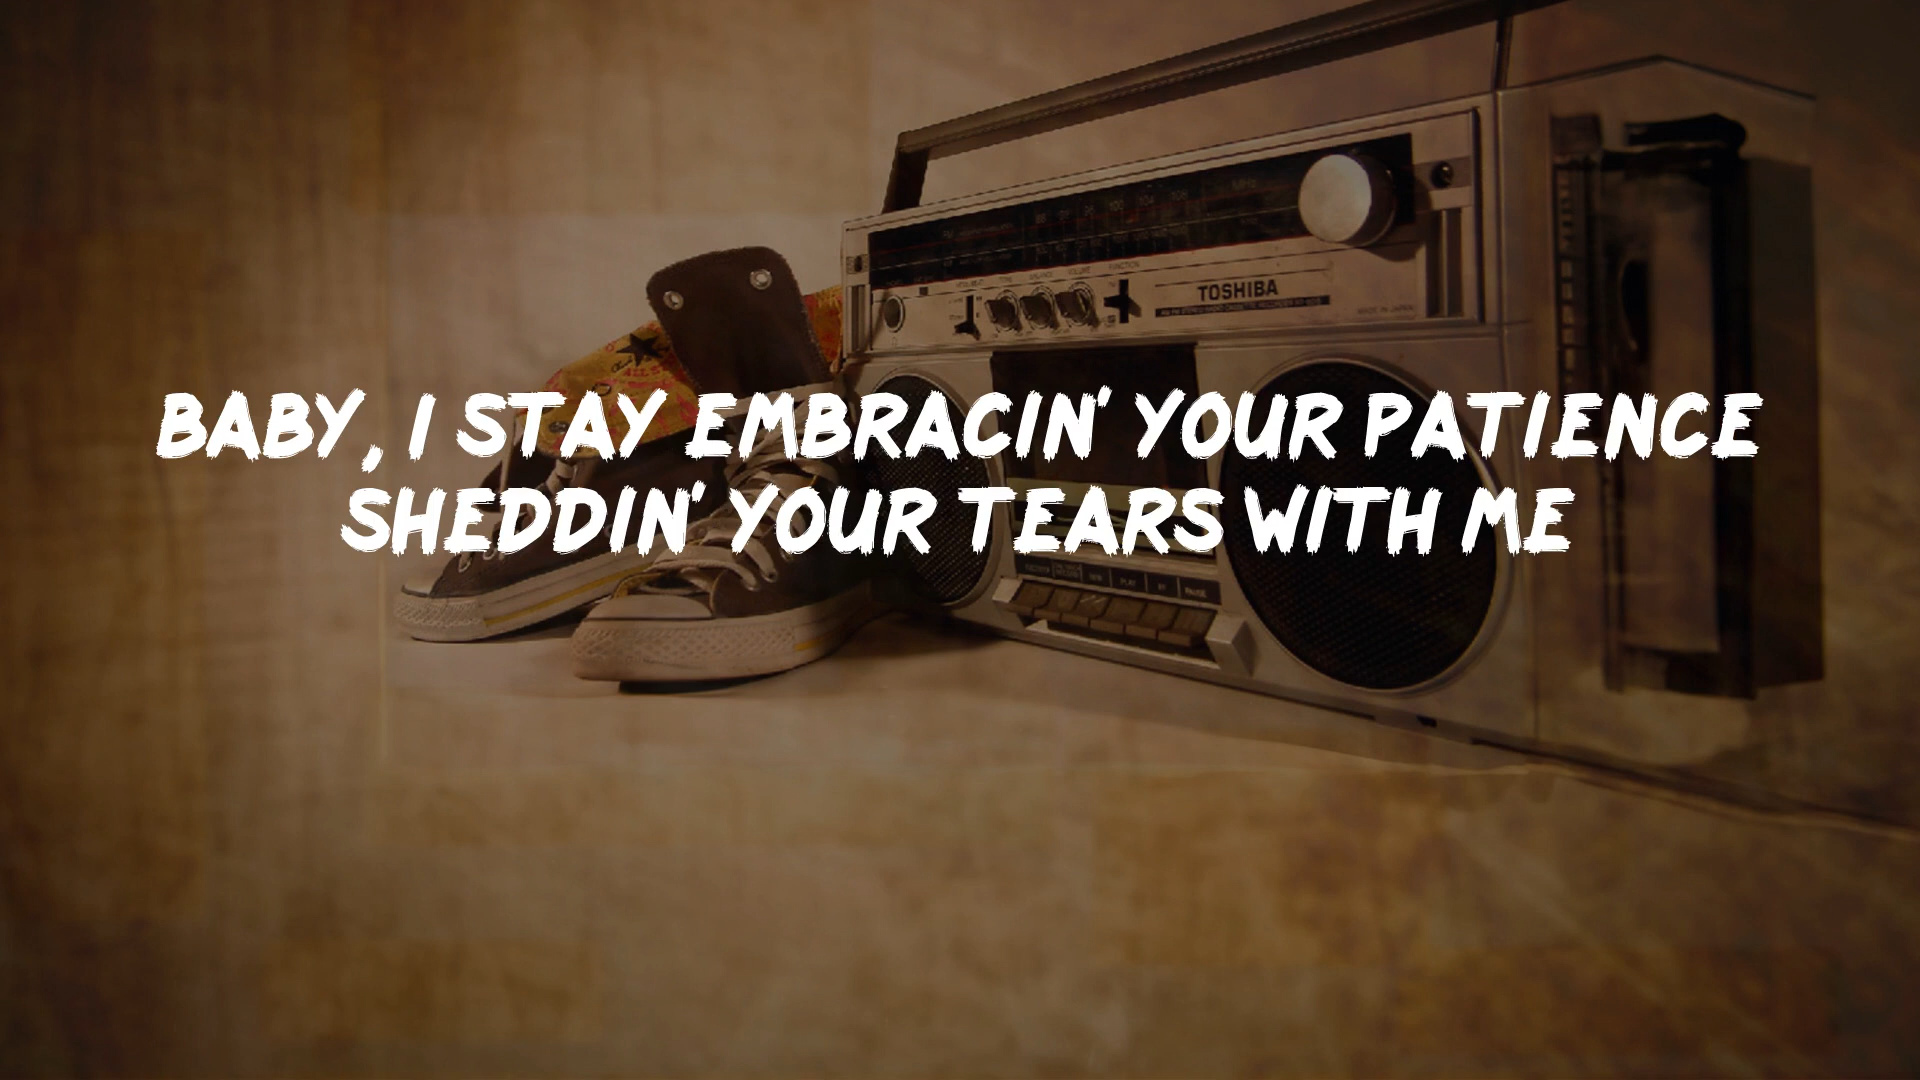 TOSHIBA
BABY, I STAY EMBRACIN' YOUR PATIENCE
SHEDDIN' YOUR TEARS WITH ME